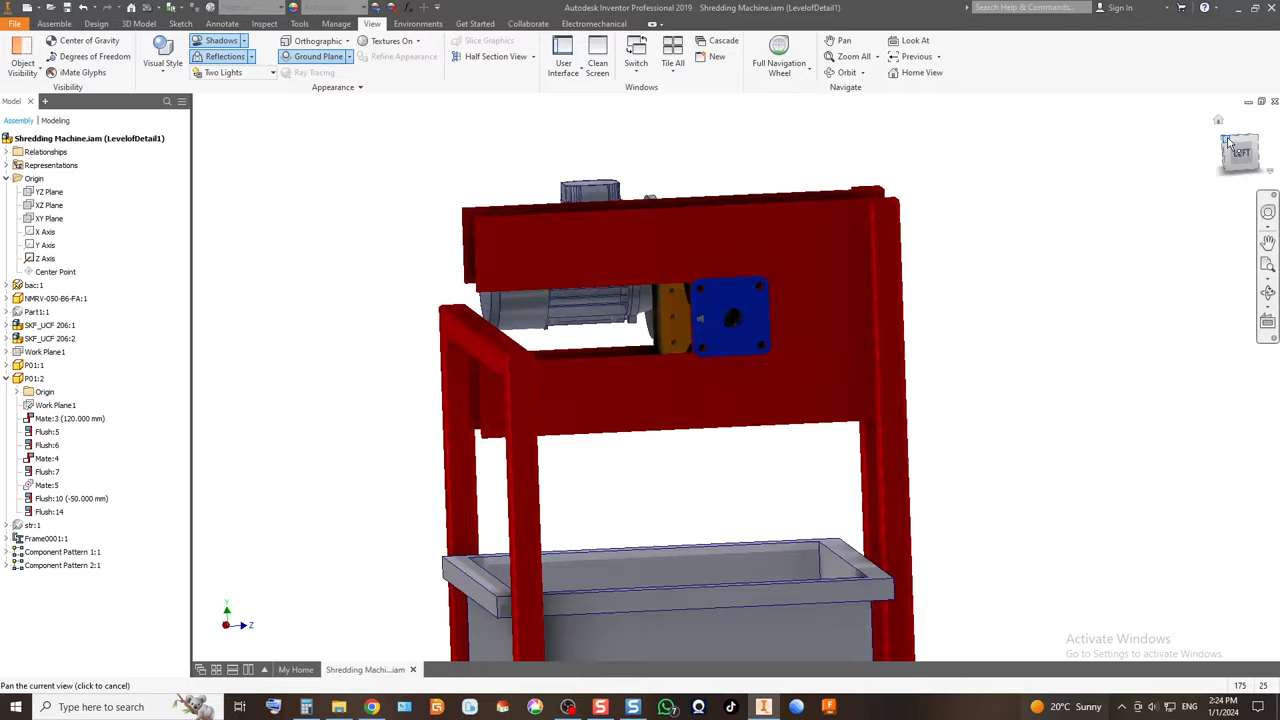 Autodesk Inventor Professional 2019   Shredding Machine.iam (LevelofDetail1)
Search Help & Commands...
Sign In
File
Assemble
Design
3D Model
Sketch
Annotate
Inspect
Tools
Manage
View
Environments
Get Started
Collaborate
Electromechanical
Object Visibility
Center of Gravity
Degrees of Freedom
iMate Glyphs
Visibility
Visual Style
Shadows
Reflections
Two Lights
Orthographic
Ground Plane
Ray Tracing
Textures On
Refine Appearance
Appearance
Slice Graphics
Half Section View
User Interface
Clean Screen
Switch
Tile All
Cascade
New
Windows
Full Navigation Wheel
Pan
Zoom All
Orbit
Look At
Previous
Home View
Navigate
Model
Assembly
Modeling
Shredding Machine.iam (LevelofDetail1)
Relationships
Representations
Origin
YZ Plane
XZ Plane
XY Plane
X Axis
Y Axis
Z Axis
Center Point
bac:1
NMRV-050-B6-FA:1
Part1:1
SKF_UCF 206:1
SKF_UCF 206:2
Work Plane1
P01:1
P01:2
Origin
Work Plane1
Mate:3 (120.000 mm)
Flush:5
Flush:6
Mate:4
Flush:7
Mate:5
Flush:10 (-50.000 mm)
Flush:14
str:1
Frame0001:1
Component Pattern 1:1
Component Pattern 2:1
Y
Z
Activate Windows
Go to Settings to activate Windows.
My Home
Shredding Machi...iam
Pan the current view (click to cancel)
175
25
Type here to search
20°C Sunny
2:24 PM
1/1/2024